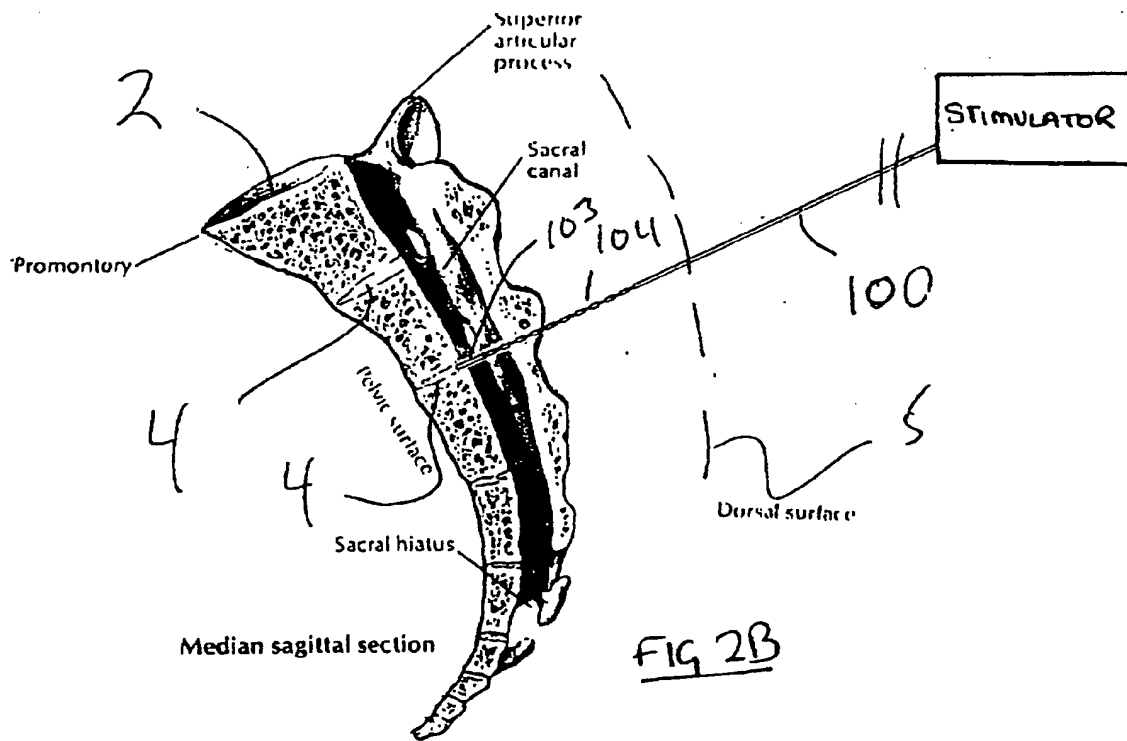 Superior
articular
process
2
STIMULATOR
Sacral
canal
103
104
Promontory
100
4
Pelvic surface
4
5
Dorsal surface
Sacral hiatus
Median sagittal section
FIG 2B